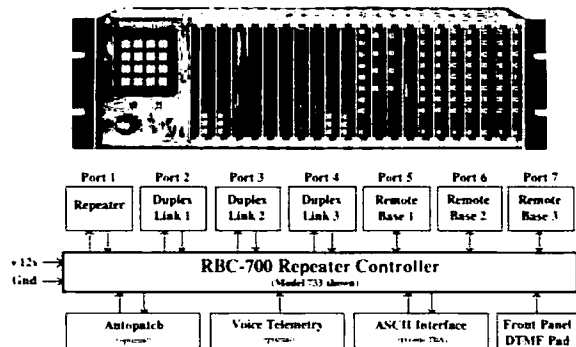 Port 1 Port 2 Port 3 Port 4 Port 5 Port 6 Port 7
Repeater Duplex Link 1 Duplex Link 2 Duplex Link 3 Remote Base 1 Remote Base 2 Remote Base 3
+12v
RBC-700 Repeater Controller
Gnd
(Model 733 shown)
Autopatch Voice Telemetry ASCII Interface Front Panel
DTMF Pad